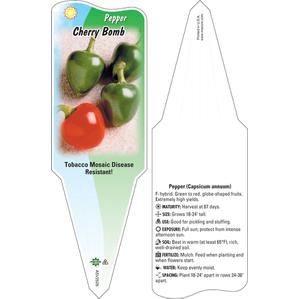 Pepper
Cherry Bomb
Tobacco Mosaic Disease
Resistant!
Printed in U.S.A.
Pepper (Capsicum annuum)
F1 hybrid. Green to red, globe-shaped fruits.
Extremely high yields.
MATURITY: Harvest at 67 days.
SIZE: Grows 18-24" tall.
USE: Good for pickling and stuffing.
EXPOSURE: Full sun; protect from intense
afternoon sun.
SOIL: Best in warm (at least 65°F), rich,
well-drained soil.
FERTILIZE: Mulch. Feed when planting and
when flowers start.
WATER: Keep evenly moist.
SPACING: Plant 18-24" apart in rows 24-36"
apart.